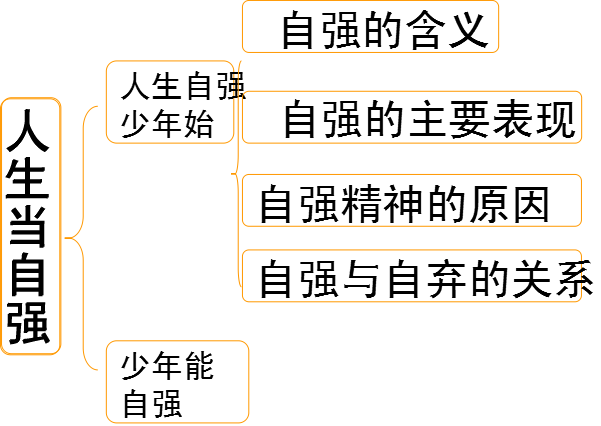 人生当自强
人生自强
少年始
自强的含义
自强的主要表现
自强精神的原因
自强与自弃的关系
少年能
自强